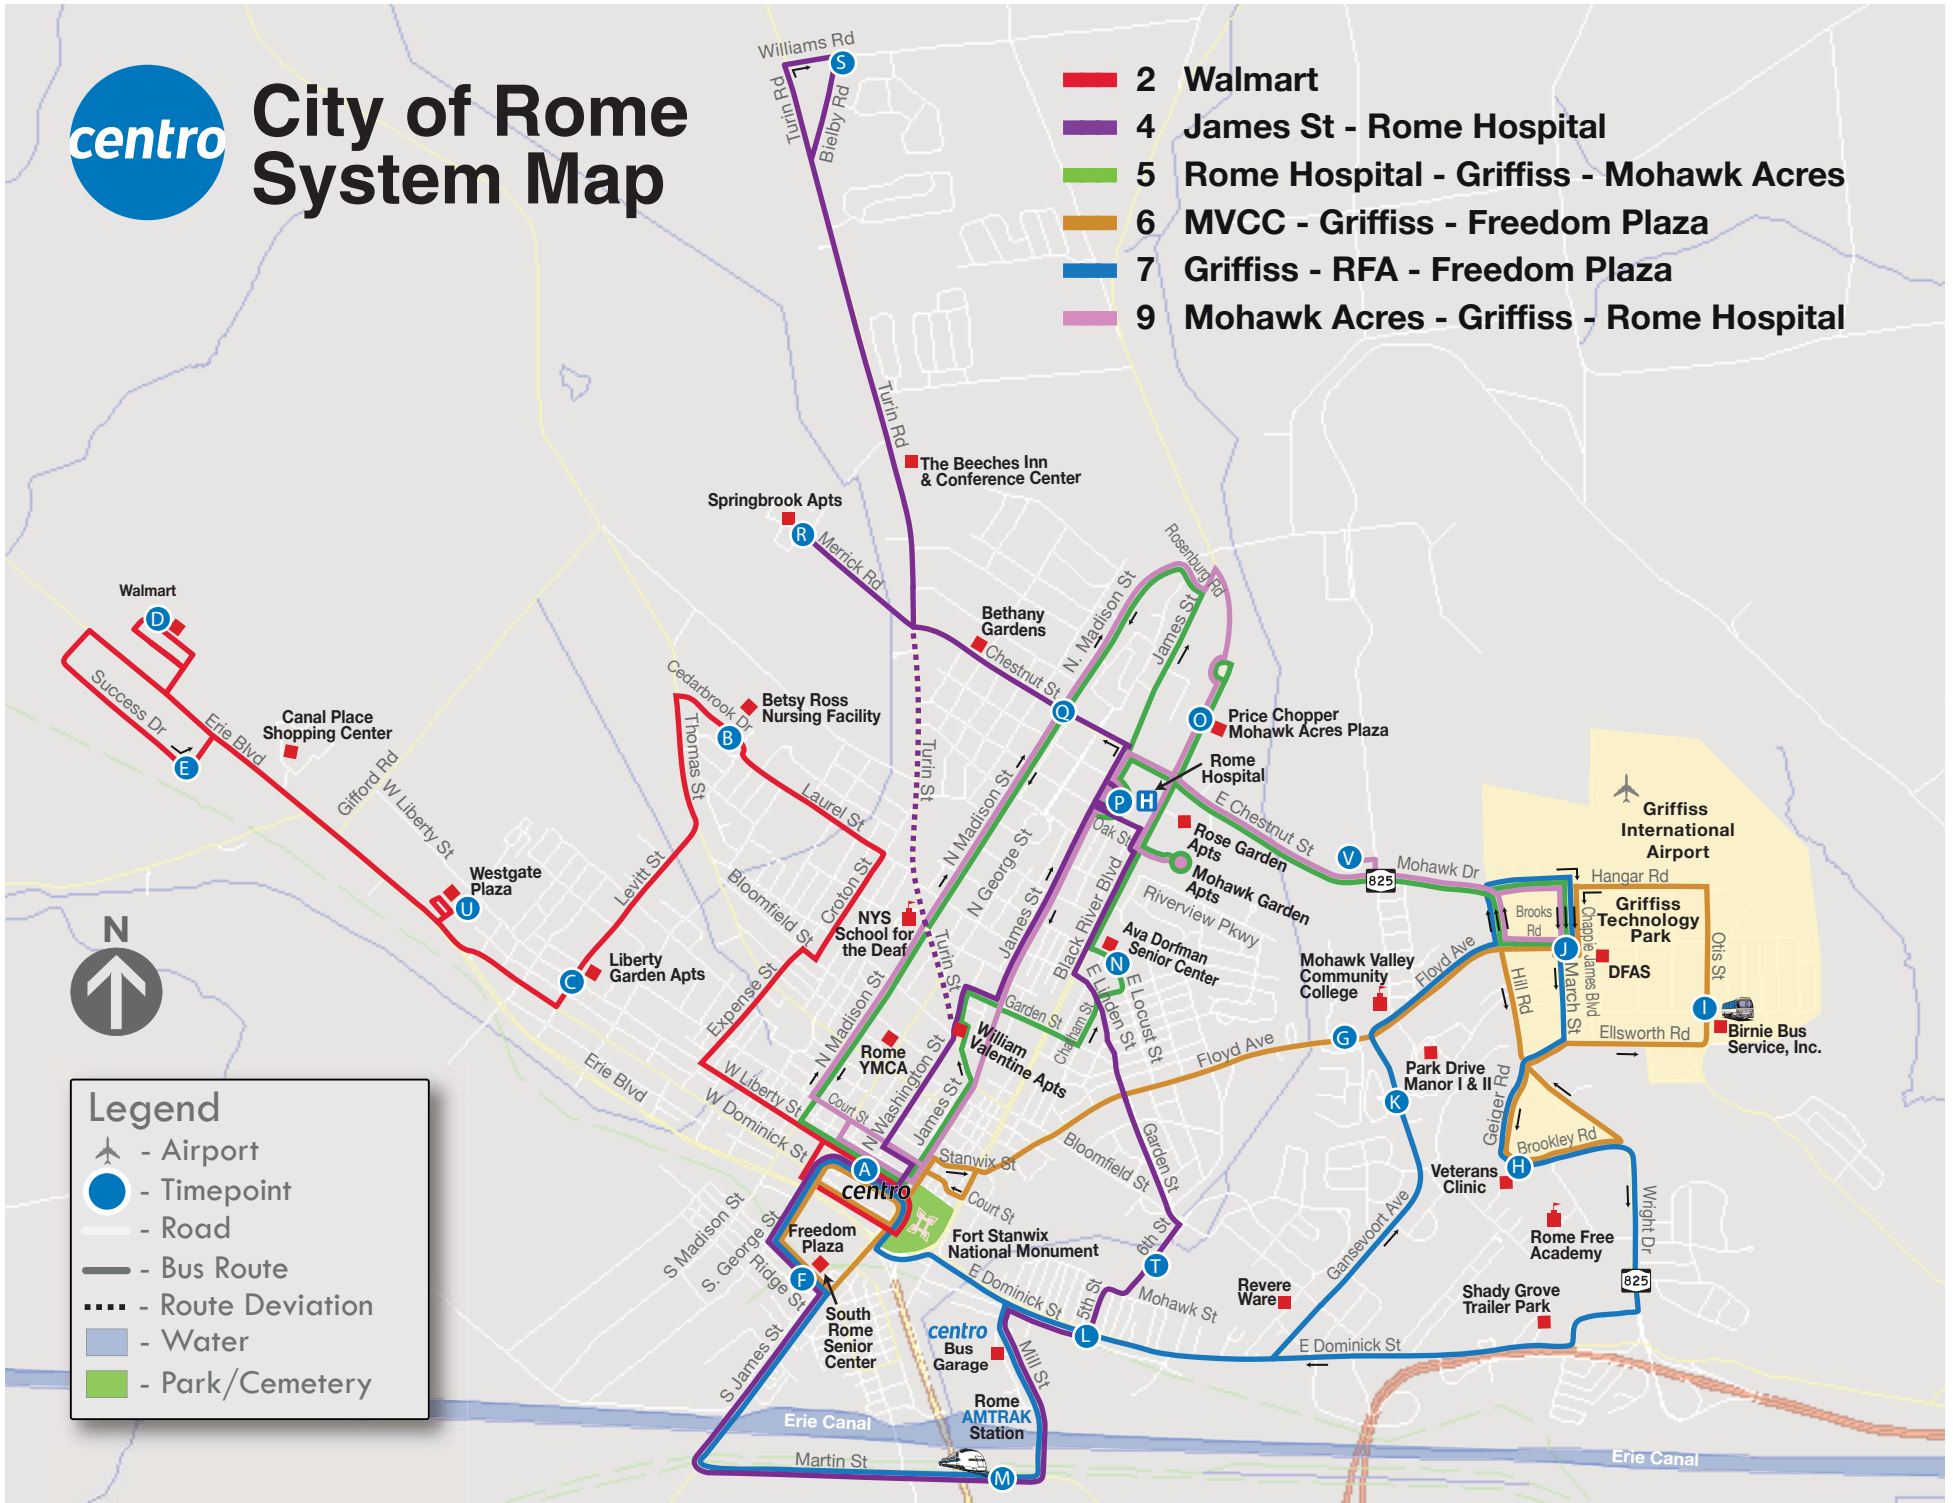 centro
City of Rome
System Map
2 Walmart
4 James St - Rome Hospital
5 Rome Hospital - Griffiss - Mohawk Acres
6 MVCC - Griffiss - Freedom Plaza
7 Griffiss - RFA - Freedom Plaza
9 Mohawk Acres - Griffiss - Rome Hospital
Williams Rd
S
Turin Rd
Bielby Rd
Turin Rd
The Beeches Inn
& Conference Center
Springbrook Apts
R
Merrick Rd
Rosenburg Rd
Walmart
D
Bethany
Gardens
Chestnut St
N. Madison St
James St
Success Dr
Erie Blvd
E
Canal Place
Shopping Center
Gifford Rd
W Liberty St
Cedarbrook Dr
Betsy Ross
Nursing Facility
B
Thomas St
Laurel St
Turin St
Q
O
Price Chopper
Mohawk Acres Plaza
Rome
Hospital
P
H
Oak St
E Chestnut St
Rose Garden
Apts
Mohawk Garden
Apts
V
825
Mohawk Dr
Griffiss
International
Airport
Hangar Rd
Griffiss
Technology
Park
Brooks
Rd
J
Chappie James Blvd
Otis St
DFAS
March St
Hill Rd
I
Birnie Bus
Service, Inc.
Ellsworth Rd
Westgate
Plaza
U
Levitt St
Bloomfield St
Croton St
N Madison St
N George St
NYS
School for
the Deaf
James St
Black River Blvd
Riverview Pkwy
Ava Dorfman
Senior Center
N
Mohawk Valley
Community
College
Floyd Ave
Liberty
Garden Apts
C
Expense St
Turin St
Garden St
E Linden St
E Locust St
Chatham St
N Madison St
Rome
YMCA
William
Valentine Apts
Floyd Ave
G
Park Drive
Manor I & II
K
Geiger Rd
Brookley Rd
H
Veterans
Clinic
Erie Blvd
W Liberty St
W Dominick St
Court St
N Washington St
James St
Stanwix St
Court St
Bloomfield St
Garden St
A
centro
S Madison St
S. George St
Ridge St
Freedom
Plaza
F
South
Rome
Senior
Center
Fort Stanwix
National Monument
6th St
T
Mohawk St
5th St
E Dominick St
L
Gansevoort Ave
Revere
Ware
Rome Free
Academy
Wright Dr
825
Shady Grove
Trailer Park
E Dominick St
centro
Bus
Garage
Mill St
S James St
Rome
AMTRAK
Station
Erie Canal
Martin St
M
Erie Canal
N
Legend
- Airport
- Timepoint
- Road
- Bus Route
- Route Deviation
- Water
- Park/Cemetery